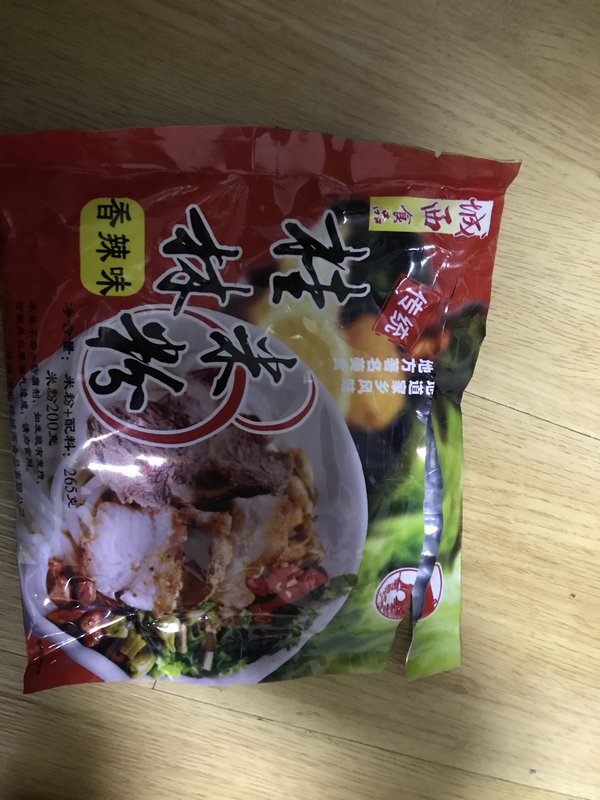 城西食品
传统
桂林
米粉
香辣味
地方著名美食
地道家乡风味
净含量：米粉+配料：265克
米粉200克